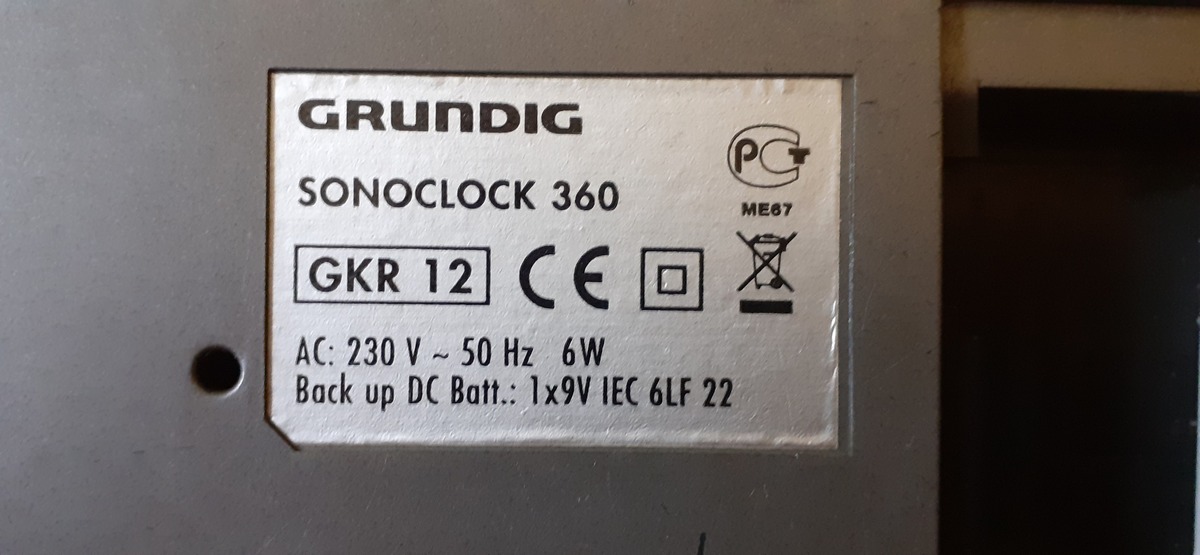 GRUNDIG
SONOCLOCK 360
PCT
ME67
GKR 12 CE
AC: 230 V ~ 50 Hz 6W
Back up DC Batt.: 1x9V IEC 6LF 22